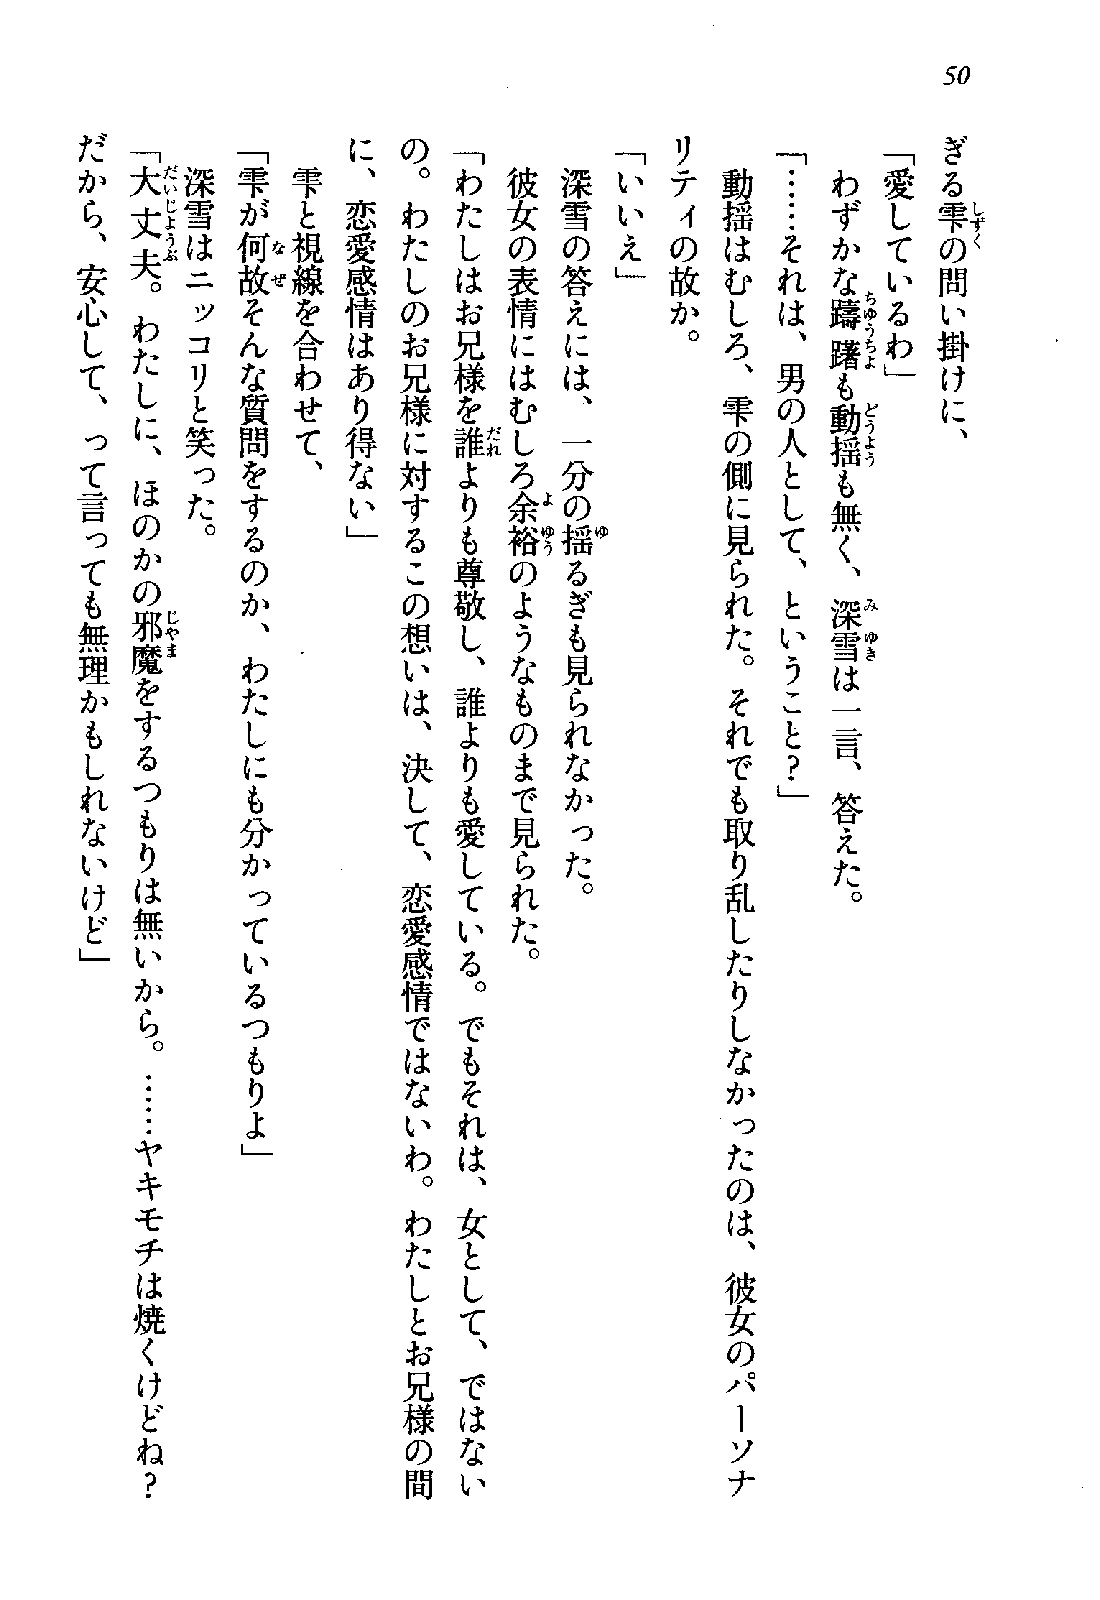 50
ぎる雫の問い掛けに、
「愛しているわ」
わずかな躊躇も動揺も無く、深雪は一言、答えた。
「……それは、男の人として、ということ？」
動揺はむしろ、雫の側に見られた。それでも取り乱したりしなかったのは、彼女のパーソナ
リティの故か。
「いいえ」
深雪の答えには、一分の揺るぎも見られなかった。
彼女の表情にはむしろ余裕のようなものまで見られた。
「わたしはお兄様を誰よりも尊敬し、誰よりも愛している。でもそれは、女として、ではない
の。わたしのお兄様に対するこの想いは、決して、恋愛感情ではないわ。わたしとお兄様の間
に、恋愛感情はあり得ない」
雫と視線を合わせて、
「雫が何故そんな質問をするのか、わたしにも分かっているつもりよ」
深雪はニッコリと笑った。
「大丈夫。わたしに、ほのかの邪魔をするつもりは無いから。……ヤキモチは焼くけどね？
だから、安心して、って言っても無理かもしれないけど」